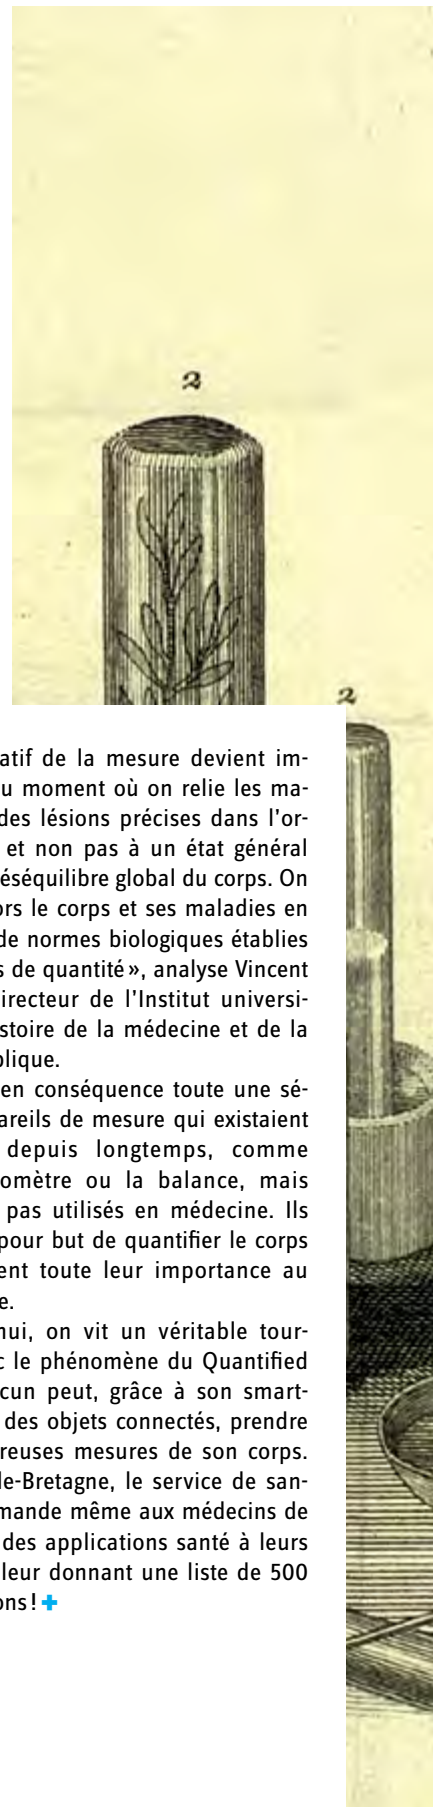 2
2
atif de la mesure devient im-
u moment où on relie les ma-
des lésions précises dans l'or-
et non pas à un état général
éséquilibre global du corps. On
ors le corps et ses maladies en
de normes biologiques établies
s de quantité», analyse Vincent
irecteur de l'Institut universi-
stoire de la médecine et de la
blique.
en conséquence toute une sé-
areils de mesure qui existaient
depuis longtemps, comme
omètre ou la balance, mais
pas utilisés en médecine. Ils
pour but de quantifier le corps
ent toute leur importance au
e.
nui, on vit un véritable tour-
c le phénomène du Quantified
cun peut, grâce à son smart-
des objets connectés, prendre
reuses mesures de son corps.
de-Bretagne, le service de san-
mande même aux médecins de
des applications santé à leurs
leur donnant une liste de 500
ons!